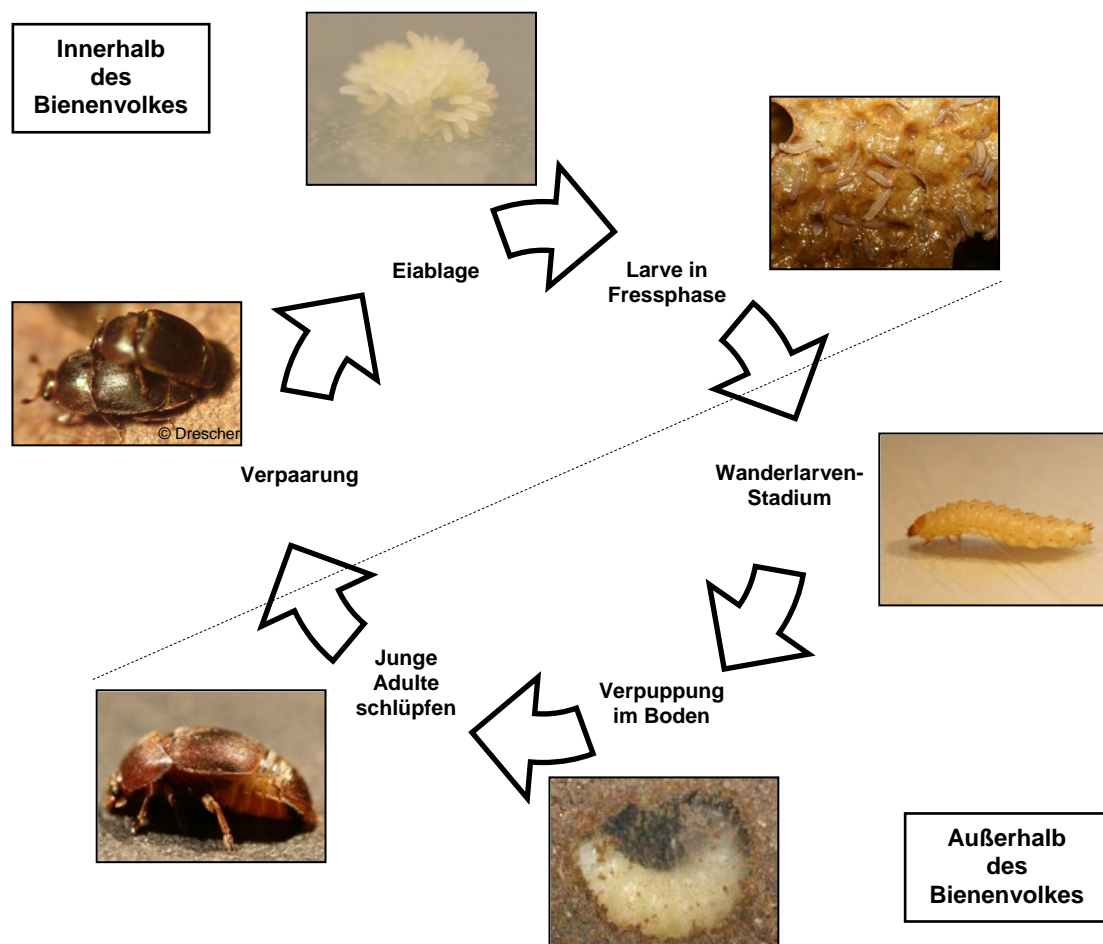 Innerhalb
des
Bienenvolkes
Eiablage
Larve in
Fressphase
© Drescher
Verpaarung
Wanderlarven-
Stadium
Junge
Adulte
schlüpfen
Verpuppung
im Boden
Außerhalb
des
Bienenvolkes